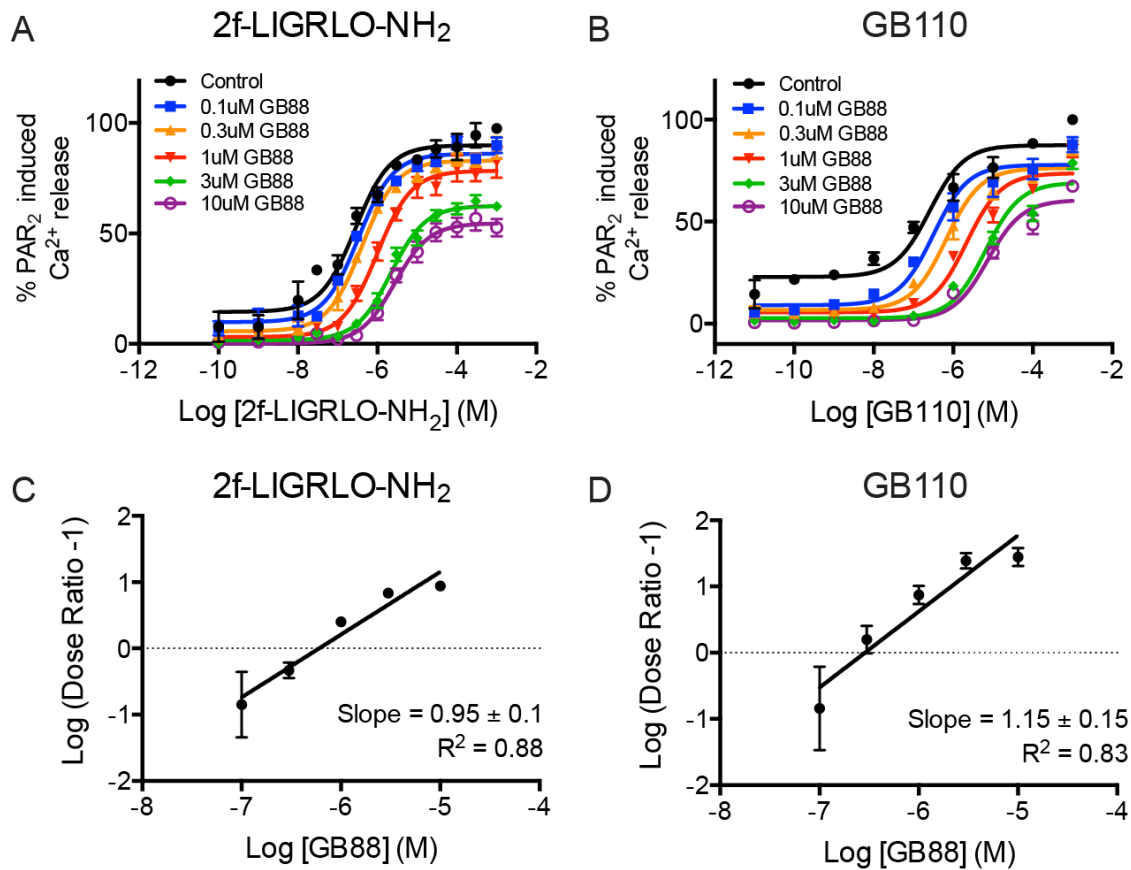 A
2f-LIGRLO-NH2
% PAR2 induced
Ca2+ release
Control
0.1uM GB88
0.3uM GB88
1uM GB88
3uM GB88
10uM GB88
100
50
0
-12 -10 -8 -6 -4 -2
Log [2f-LIGRLO-NH2] (M)
B
GB110
% PAR2 induced
Ca2+ release
Control
0.1uM GB88
0.3uM GB88
1uM GB88
3uM GB88
10uM GB88
100
50
0
-12 -10 -8 -6 -4 -2
Log [GB110] (M)
C
2f-LIGRLO-NH2
Log (Dose Ratio -1)
2
1
0
-1
-2
Slope = 0.95 ± 0.1
R2 = 0.88
-8 -7 -6 -5 -4
Log [GB88] (M)
D
GB110
Log (Dose Ratio -1)
2
1
0
-1
-2
Slope = 1.15 ± 0.15
R2 = 0.83
-8 -7 -6 -5 -4
Log [GB88] (M)